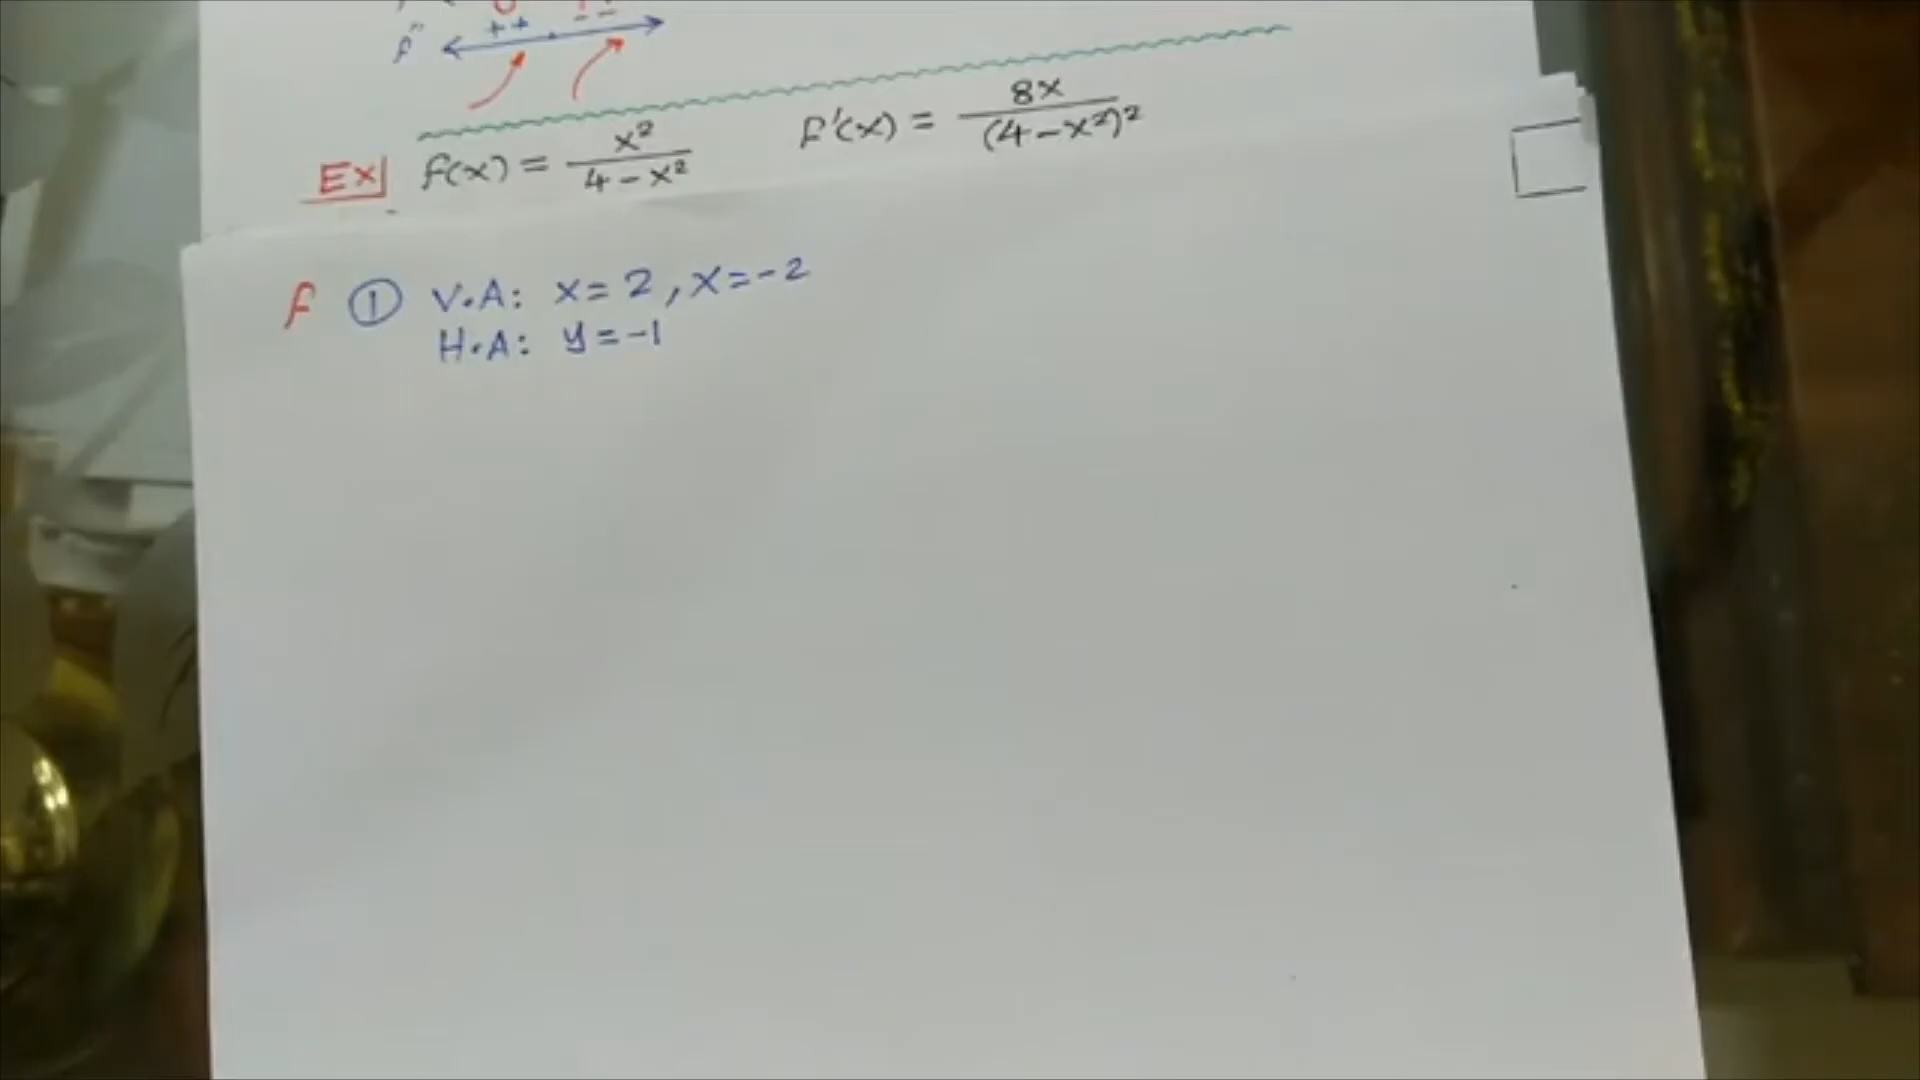 f" ++ --
Ex f(x) = x²/(4-x²) f'(x) = 8x/(4-x²)²
f ① V.A: x=2, x=-2
H.A: y=-1